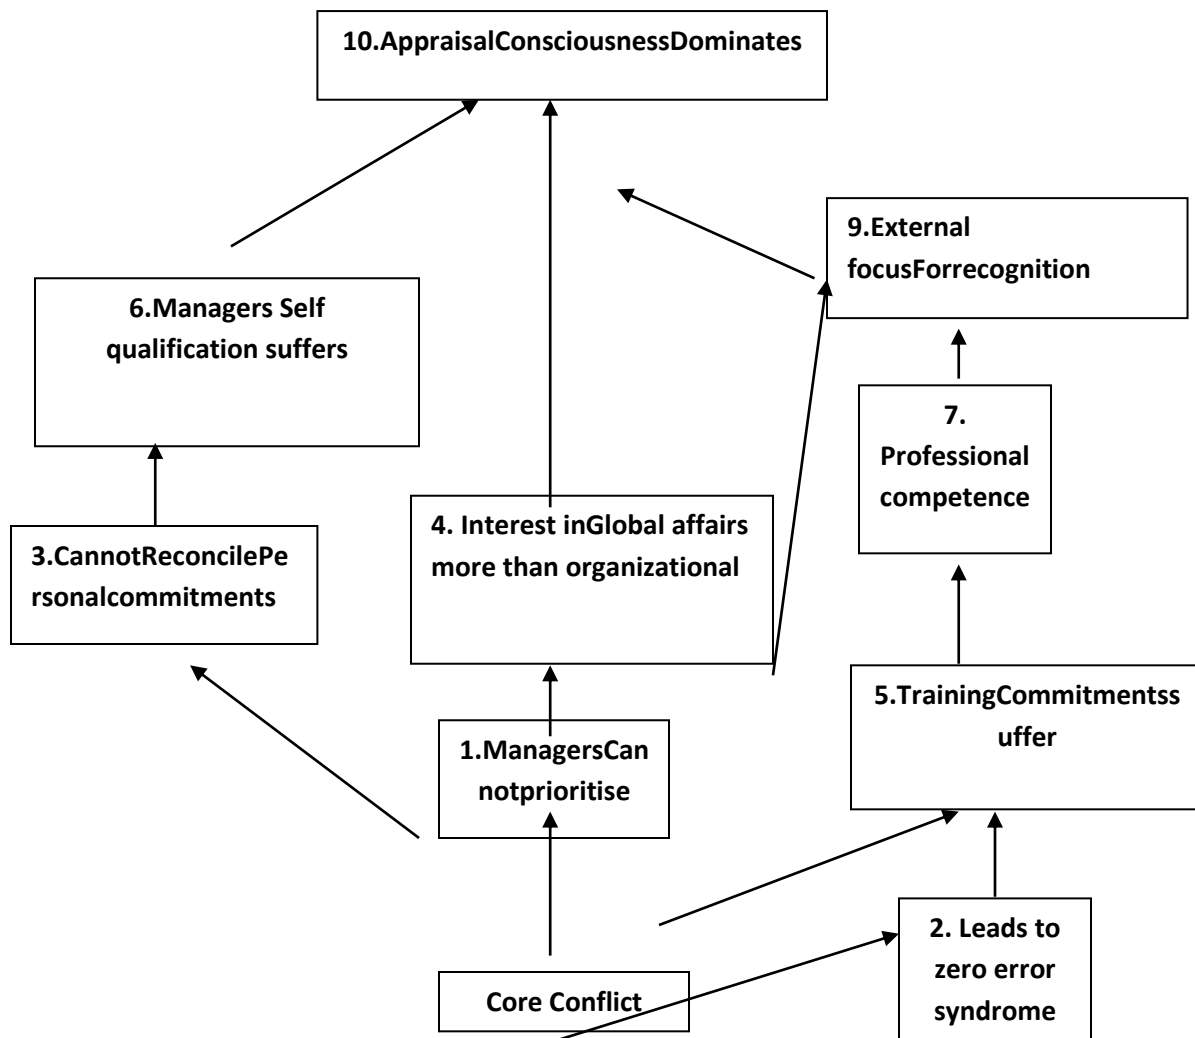 10.AppraisalConsciousnessDominates
9.External
focusForrecognition
6.Managers Self
qualification suffers
7.
Professional
competence
4. Interest inGlobal affairs
more than organizational
3.CannotReconcilePe
rsonalcommitments
5.TrainingCommitmentss
uffer
1.ManagersCan
notprioritise
2. Leads to
zero error
syndrome
Core Conflict